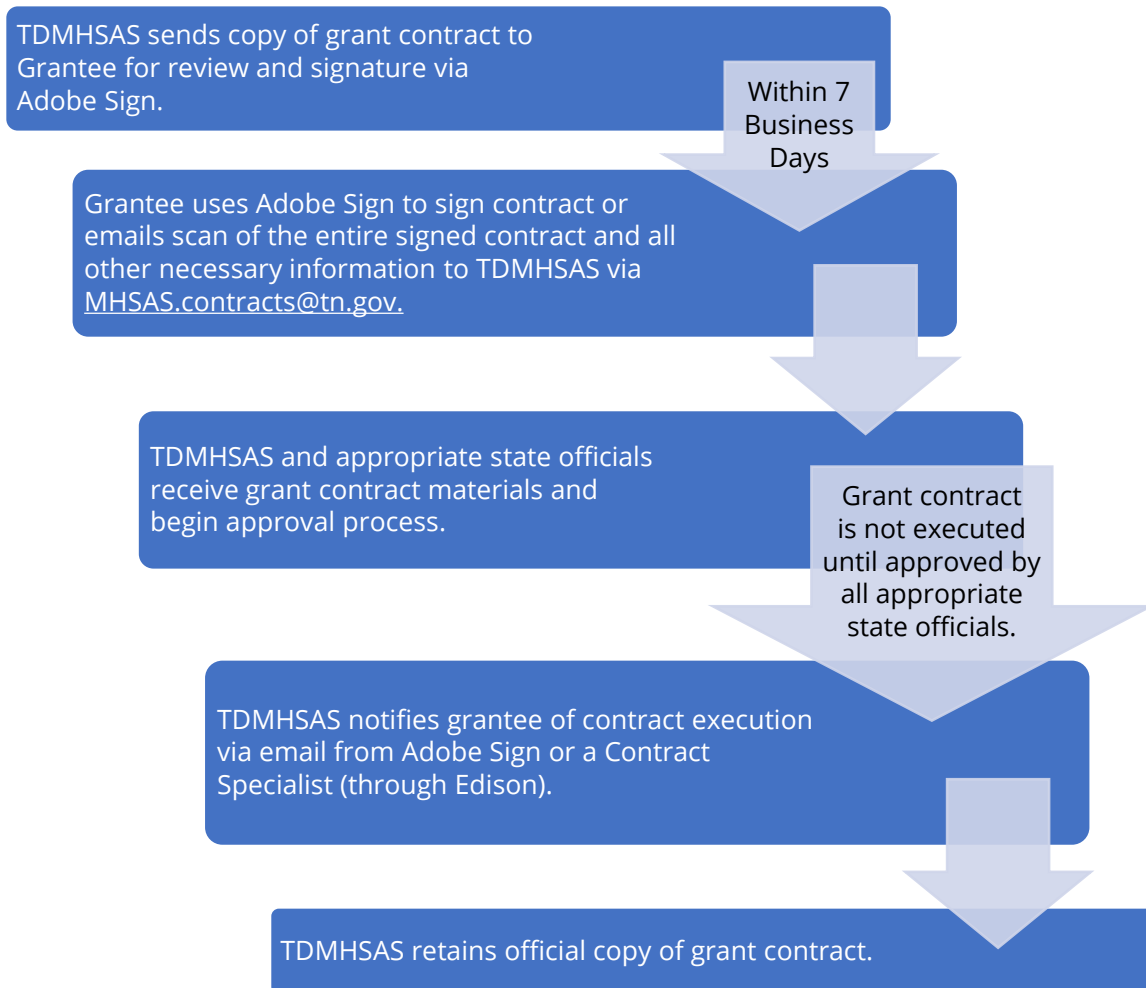 TDMHSAS sends copy of grant contract to
Grantee for review and signature via
Adobe Sign.
Within 7
Business
Days
Grantee uses Adobe Sign to sign contract or
emails scan of the entire signed contract and all
other necessary information to TDMHSAS via
MHSAS.contracts@tn.gov.
TDMHSAS and appropriate state officials
receive grant contract materials and
begin approval process.
Grant contract
is not executed
until approved by
all appropriate
state officials.
TDMHSAS notifies grantee of contract execution
via email from Adobe Sign or a Contract
Specialist (through Edison).
TDMHSAS retains official copy of grant contract.